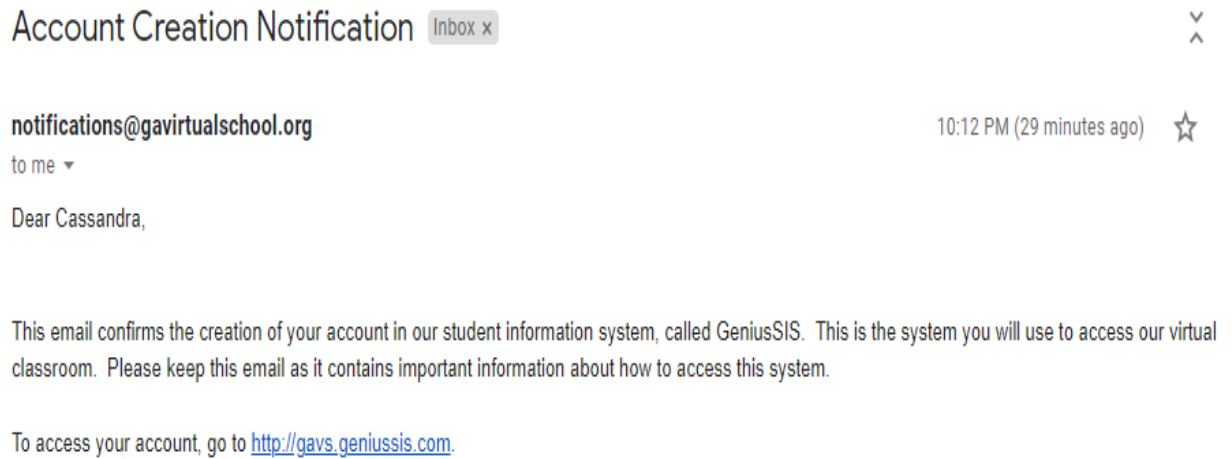 Account Creation Notification Inbox x
notifications@gavirtualschool.org 10:12 PM (29 minutes ago)
to me
Dear Cassandra,
This email confirms the creation of your account in our student information system, called GeniusSIS.  This is the system you will use to access our virtual
classroom.  Please keep this email as it contains important information about how to access this system.
To access your account, go to http://gavs.geniussis.com.